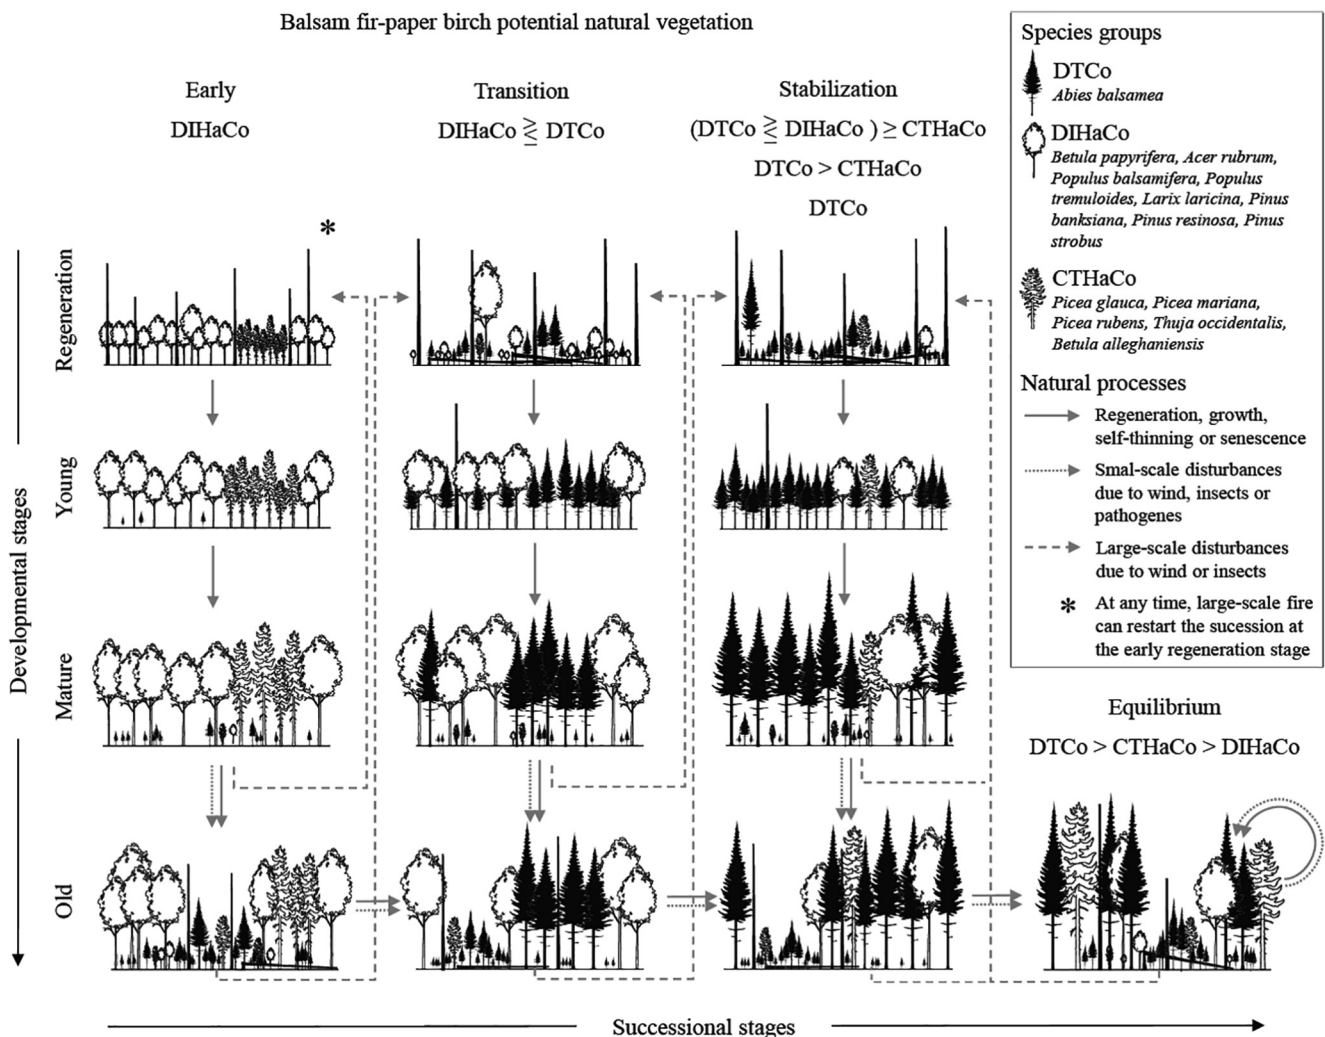 Balsam fir-paper birch potential natural vegetation
Early
DIHaCo
Transition
DIHaCo ⪌ DTCo
Stabilization
(DTCo ⪌ DIHaCo ) ≥ CTHaCo
DTCo > CTHaCo
DTCo
Species groups
DTCo
Abies balsamea
DIHaCo
Betula papyrifera, Acer rubrum,
Populus balsamifera, Populus
tremuloides, Larix laricina, Pinus
banksiana, Pinus resinosa, Pinus
strobus
CTHaCo
Picea glauca, Picea mariana,
Picea rubens, Thuja occidentalis,
Betula alleghaniensis
Natural processes
Regeneration, growth,
self-thinning or senescence
Smal-scale disturbances
due to wind, insects or
pathogenes
Large-scale disturbances
due to wind or insects
* At any time, large-scale fire
can restart the sucession at
the early regeneration stage
*
Developmental stages
Regeneration
Young
Mature
Old
Equilibrium
DTCo > CTHaCo > DIHaCo
Successional stages